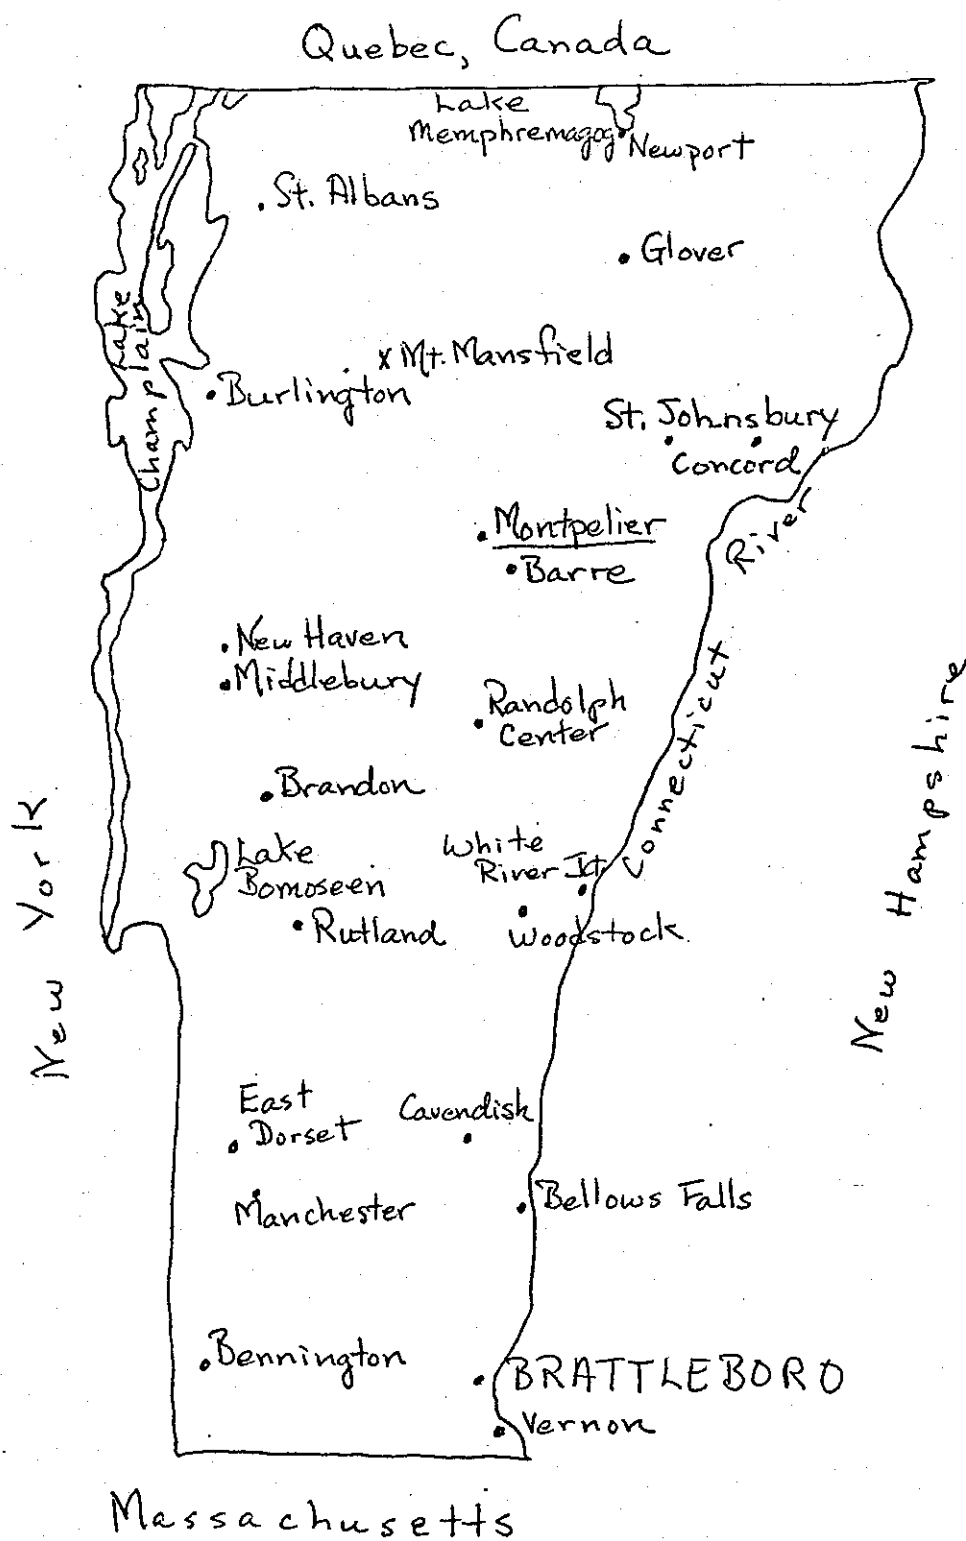 Quebec, Canada
Lake
Memphremagog
Newport
St. Albans
Glover
Lake
Champlain
x Mt. Mansfield
Burlington
St. Johnsbury
Concord
Montpelier
Barre
Connecticut River
New Haven
Middlebury
Randolph
Center
Brandon
New York
New Hampshire
Lake
Bomoseen
White
River Jct
Rutland
Woodstock
East
Dorset
Cavendish
Manchester
Bellows Falls
Bennington
BRATTLEBORO
Vernon
Massachusetts